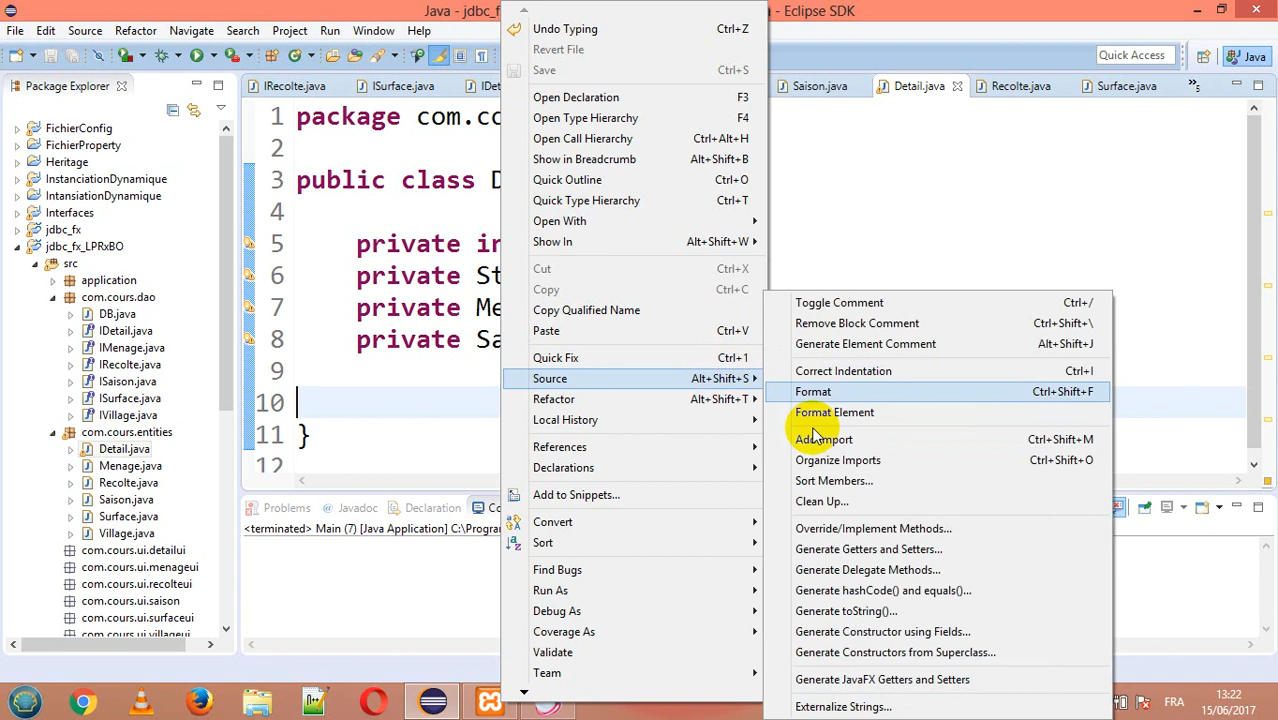 Java - jdbc_f
- Eclipse SDK
File Edit Source Refactor Navigate Search Project Run Window Help
Quick Access
Java
Package Explorer
IRecolte.java
ISurface.java
IDet
Saison.java
Detail.java
Recolte.java
Surface.java
»5
FichierConfig
FichierProperty
Heritage
InstanciationDynamique
IntansiationDynamique
Interfaces
jdbc_fx
jdbc_fx_LPRxBO
src
application
com.cours.dao
DB.java
IDetail.java
IMenage.java
IRecolte.java
ISaison.java
ISurface.java
IVillage.java
com.cours.entities
Detail.java
Menage.java
Recolte.java
Saison.java
Surface.java
Village.java
com.cours.ui.detailui
com.cours.ui.menageui
com.cours.ui.recolteui
com.cours.ui.saison
com.cours.ui.surfaceui
com.cours.ui.villageui
1 package com.co
2
3 public class D
4
5 private in
6 private St
7 private Me
8 private Sa
9
10
11 }
12
Problems Javadoc Declaration Co
<terminated> Main (7) [Java Application] C:\Progra
Undo Typing Ctrl+Z
Revert File
Save Ctrl+S
Open Declaration F3
Open Type Hierarchy F4
Open Call Hierarchy Ctrl+Alt+H
Show in Breadcrumb Alt+Shift+B
Quick Outline Ctrl+O
Quick Type Hierarchy Ctrl+T
Open With
Show In Alt+Shift+W
Cut Ctrl+X
Copy Ctrl+C
Copy Qualified Name
Paste Ctrl+V
Quick Fix Ctrl+1
Source Alt+Shift+S
Refactor Alt+Shift+T
Local History
References
Declarations
Add to Snippets...
Convert
Sort
Find Bugs
Run As
Debug As
Coverage As
Validate
Team
Toggle Comment Ctrl+/
Remove Block Comment Ctrl+Shift+\
Generate Element Comment Alt+Shift+J
Correct Indentation Ctrl+I
Format Ctrl+Shift+F
Format Element
Add Import Ctrl+Shift+M
Organize Imports Ctrl+Shift+O
Sort Members...
Clean Up...
Override/Implement Methods...
Generate Getters and Setters...
Generate Delegate Methods...
Generate hashCode() and equals()...
Generate toString()...
Generate Constructor using Fields...
Generate Constructors from Superclass...
Generate JavaFX Getters and Setters
Externalize Strings...
FRA
13:22
15/06/2017